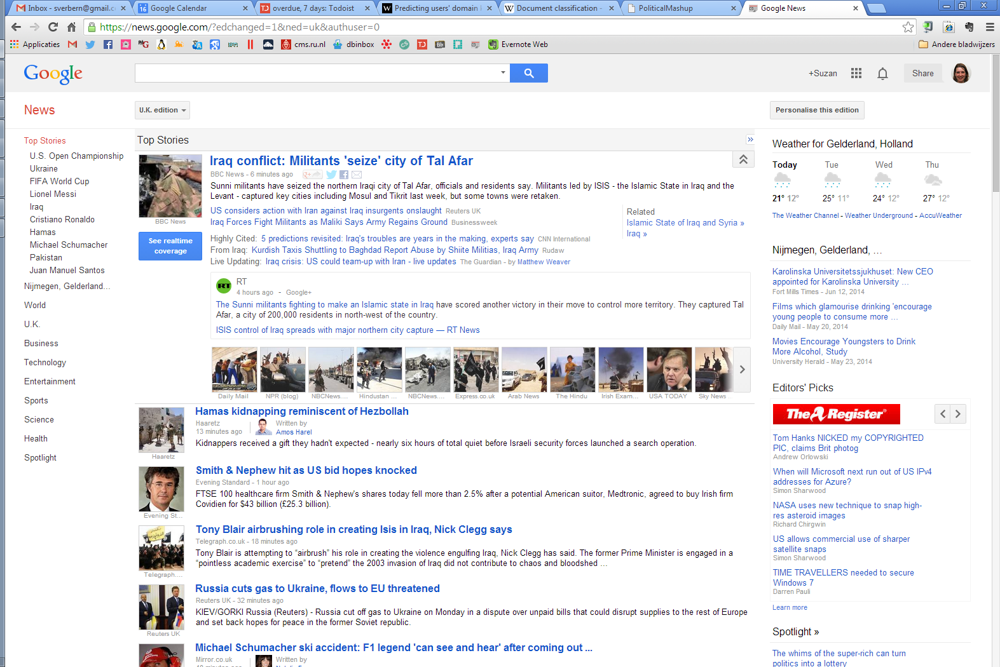 Inbox - sverbern@gmail.c
Google Calendar
overdue, 7 days: Todoist
Predicting users' domain
Document classification -
PoliticalMashup
Google News
https://news.google.com/?edchanged=1&ned=uk&authuser=0
Applicaties
cms.ru.nl
dbinbox
Evernote Web
Andere bladwijzers
Google
+Suzan
Share
News
U.K. edition
Personalise this edition
Top Stories
U.S. Open Championship
Ukraine
FIFA World Cup
Lionel Messi
Iraq
Cristiano Ronaldo
Hamas
Michael Schumacher
Pakistan
Juan Manuel Santos
Nijmegen, Gelderland...
World
U.K.
Business
Technology
Entertainment
Sports
Science
Health
Spotlight
Top Stories
»
BBC News
See realtime
coverage
Iraq conflict: Militants 'seize' city of Tal Afar
BBC News - 6 minutes ago
Sunni militants have seized the northern Iraqi city of Tal Afar, officials and residents say. Militants led by ISIS - the Islamic State in Iraq and the
Levant - captured key cities including Mosul and Tikrit last week, but some towns were retaken.
US considers action with Iran against Iraq insurgents onslaught Reuters UK
Iraq Forces Fight Militants as Maliki Says Army Regains Ground Businessweek
Related
Islamic State of Iraq and Syria »
Iraq »
Highly Cited: 5 predictions revisited: Iraq's troubles are years in the making, experts say CNN International
From Iraq: Kurdish Taxis Shuttling to Baghdad Report Abuse by Shiite Militias, Iraq Army Rudaw
Live Updating: Iraq crisis: US could team-up with Iran - live updates The Guardian - by Matthew Weaver
RT
RT
4 hours ago - Google+
The Sunni militants fighting to make an Islamic state in Iraq have scored another victory in their move to control more territory. They captured Tal
Afar, a city of 200,000 residents in north-west of the country.
ISIS control of Iraq spreads with major northern city capture — RT News
Daily Mail
NPR (blog)
NBCNews....
Hindustan ...
NBCNews....
Express.co.uk
Arab News
The Hindu
Irish Exam...
USA TODAY
Sky News
Haaretz
Hamas kidnapping reminiscent of Hezbollah
Haaretz
13 minutes ago
Written by
Amos Harel
Kidnappers received a gift they hadn't expected - nearly six hours of total quiet before Israeli security forces launched a search operation.
Evening St...
Smith & Nephew hit as US bid hopes knocked
Evening Standard - 1 hour ago
FTSE 100 healthcare firm Smith & Nephew's shares today fell more than 2.5% after a potential American suitor, Medtronic, agreed to buy Irish firm
Covidien for $43 billion (£25.3 billion).
Telegraph....
Tony Blair airbrushing role in creating Isis in Iraq, Nick Clegg says
Telegraph.co.uk - 18 minutes ago
Tony Blair is attempting to “airbrush” his role in creating the violence engulfing Iraq, Nick Clegg has said. The former Prime Minister is engaged in a
“pointless academic exercise” to “pretend” the 2003 invasion of Iraq did not contribute to chaos and bloodshed ...
Reuters UK
Russia cuts gas to Ukraine, flows to EU threatened
Reuters UK - 32 minutes ago
KIEV/GORKI Russia (Reuters) - Russia cut off gas to Ukraine on Monday in a dispute over unpaid bills that could disrupt supplies to the rest of Europe
and set back hopes for peace in the former Soviet republic.
Michael Schumacher ski accident: F1 legend 'can see and hear' after coming out ...
Mirror.co.uk
Written by
Weather for Gelderland, Holland
Today Tue Wed Thu
21° 12° 25° 11° 24° 12° 27° 12°
The Weather Channel - Weather Underground - AccuWeather
Nijmegen, Gelderland, ...
Karolinska Universitetssjukhuset: New CEO
appointed for Karolinska University ...
Fort Mills Times - Jun 12, 2014
Films which glamourise drinking 'encourage
young people to consume more ...
Daily Mail - May 20, 2014
Movies Encourage Youngsters to Drink
More Alcohol, Study
University Herald - May 23, 2014
Editors' Picks
The Register
Tom Hanks NICKED my COPYRIGHTED
PIC, claims Brit photog
Andrew Orlowski
When will Microsoft next run out of US IPv4
addresses for Azure?
Simon Sharwood
NASA uses new technique to snap high-
res asteroid images
Richard Chirgwin
US allows commercial use of sharper
satellite snaps
Simon Sharwood
TIME TRAVELLERS needed to secure
Windows 7
Darren Pauli
Learn more
Spotlight »
The whims of the super-rich can turn
politics into a lottery